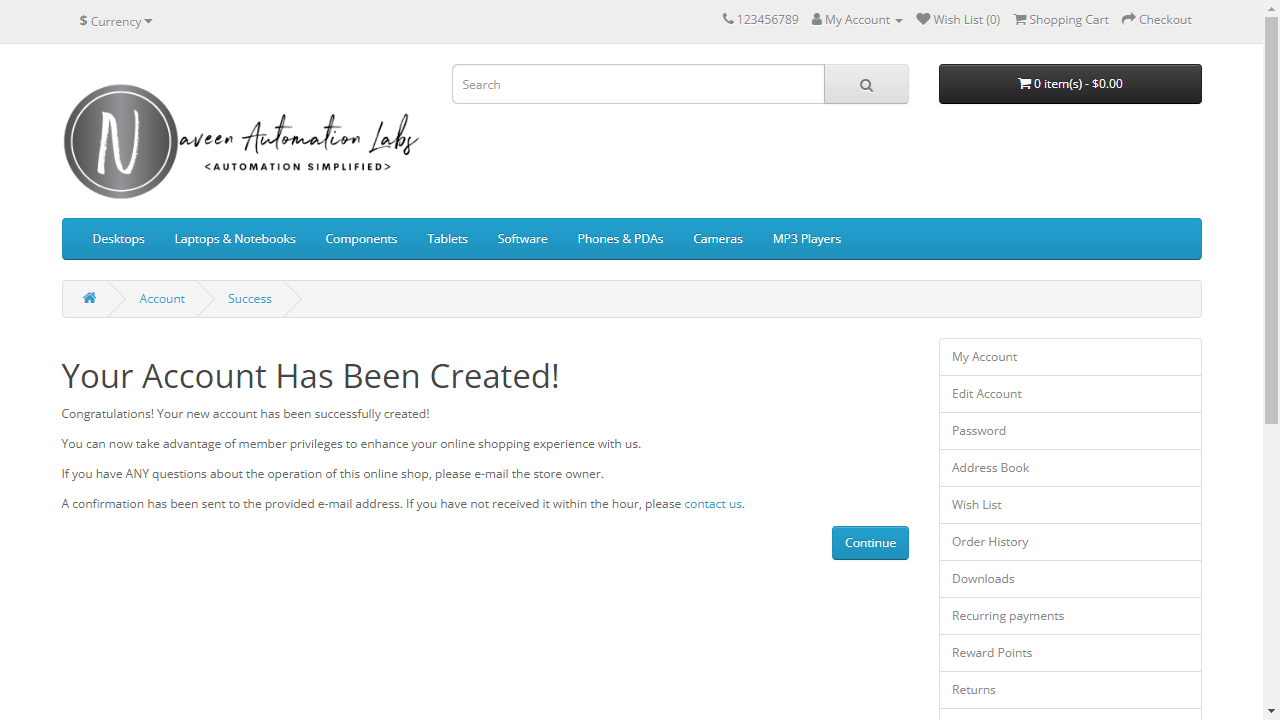 $ Currency
123456789 My Account Wish List (0) Shopping Cart Checkout
Search
0 item(s) - $0.00
N aveen Automation Labs
<AUTOMATION SIMPLIFIED>
Desktops Laptops & Notebooks Components Tablets Software Phones & PDAs Cameras MP3 Players
Account Success
Your Account Has Been Created!
Congratulations! Your new account has been successfully created!
You can now take advantage of member privileges to enhance your online shopping experience with us.
If you have ANY questions about the operation of this online shop, please e-mail the store owner.
A confirmation has been sent to the provided e-mail address. If you have not received it within the hour, please contact us.
Continue
My Account
Edit Account
Password
Address Book
Wish List
Order History
Downloads
Recurring payments
Reward Points
Returns